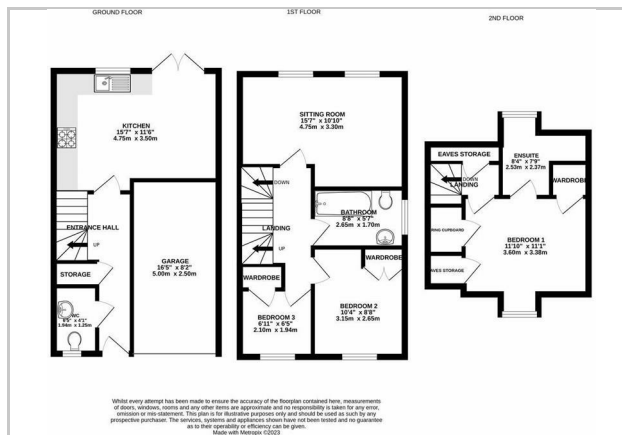 GROUND FLOOR
1ST FLOOR
2ND FLOOR
KITCHEN
15'7" x 11'6"
4.75m x 3.50m
ENTRANCE HALL
UP
STORAGE
WC
6'5" x 4'1"
1.94m x 1.25m
GARAGE
16'5" x 8'2"
5.00m x 2.50m
SITTING ROOM
15'7" x 10'10"
4.75m x 3.30m
DOWN
LANDING
UP
BATHROOM
8'8" x 5'7"
2.65m x 1.70m
WARDROBE
WARDROBE
BEDROOM 3
6'11" x 6'5"
2.10m x 1.94m
BEDROOM 2
10'4" x 8'8"
3.15m x 2.65m
EAVES STORAGE
ENSUITE
8'4" x 7'9"
2.53m x 2.37m
DOWN
LANDING
WARDROBE
RING CUPBOARD
BEDROOM 1
11'10" x 11'1"
3.60m x 3.38m
AVES STORAGE
Whilst every attempt has been made to ensure the accuracy of the floorplan contained here, measurements
of doors, windows, rooms and any other items are approximate and no responsibility is taken for any error,
omission or mis-statement. This plan is for illustrative purposes only and should be used as such by any
prospective purchaser. The services, systems and appliances shown have not been tested and no guarantee
as to their operability or efficiency can be given.
Made with Metropix ©2023